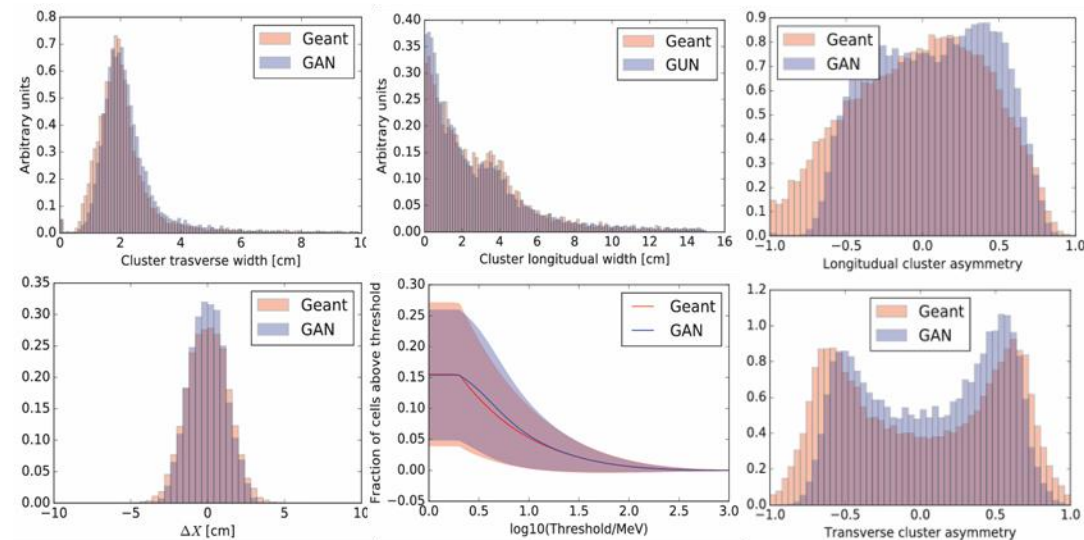 Arbitrary units
0.8
0.7
0.6
0.5
0.4
0.3
0.2
0.1
0.0
0 2 4 6 8 10
Geant
GAN
Cluster trasverse width [cm]
Arbitrary units
0.40
0.35
0.30
0.25
0.20
0.15
0.10
0.05
0.00
0 2 4 6 8 10 12 14 16
Geant
GUN
Cluster longitudual width [cm]
0.9
0.8
0.7
0.6
0.5
0.4
0.3
0.2
0.1
0.0
-1.0 -0.5 0.0 0.5 1.0
Geant
GAN
Longitudual cluster asymmetry
0.35
0.30
0.25
0.20
0.15
0.10
0.05
0.00
-10 -5 0 5 10
Geant
GAN
ΔX [cm]
Fraction of cells above threshold
0.30
0.25
0.20
0.15
0.10
0.05
0.00
−0.05
0.0 0.5 1.0 1.5 2.0 2.5 3.0
Geant
GAN
log10(Threshold/MeV)
1.2
1.0
0.8
0.6
0.4
0.2
0.0
-1.0 -0.5 0.0 0.5 1.0
Geant
GAN
Transverse cluster asymmetry